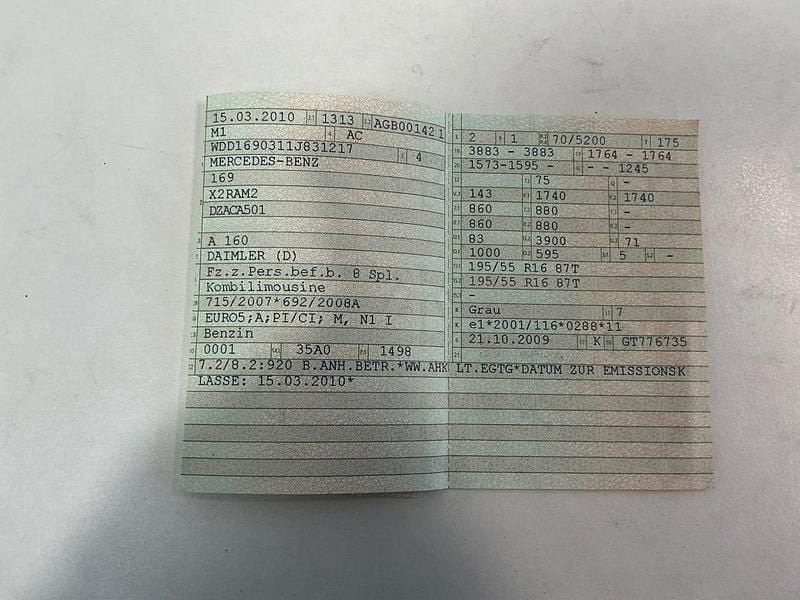 15.03.2010 1313 AGB001421
M1 AC
WDD1690311J831217
MERCEDES-BENZ 4
169
X2RAM2
DZACA501
A 160
DAIMLER (D)
Fz.z.Pers.bef.b. 8 Spl.
Kombilimousine
715/2007*692/2008A
EURO5;A;PI/CI; M, N1 I
Benzin
0001 35A0 1498
2 1 70/5200 175
3883 - 3883 1764 - 1764
1573-1595 - - - 1245
75 -
143 1740 1740
860 880 -
860 880 -
83 3900 71
1000 595 5 -
195/55 R16 87T
195/55 R16 87T
-
Grau 7
e1*2001/116*0288*11
21.10.2009 K GT776735
7.2/8.2:920 B.ANH.BETR.*WW.AHK LT.EGTG*DATUM ZUR EMISSIONSK
LASSE: 15.03.2010*